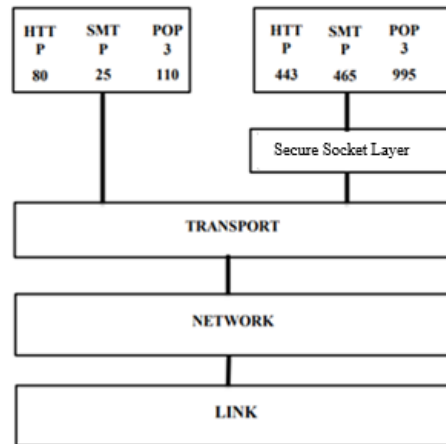 HTT SMT POP
P P 3
80 25 110
HTT SMT POP
P P 3
443 465 995
Secure Socket Layer
TRANSPORT
NETWORK
LINK